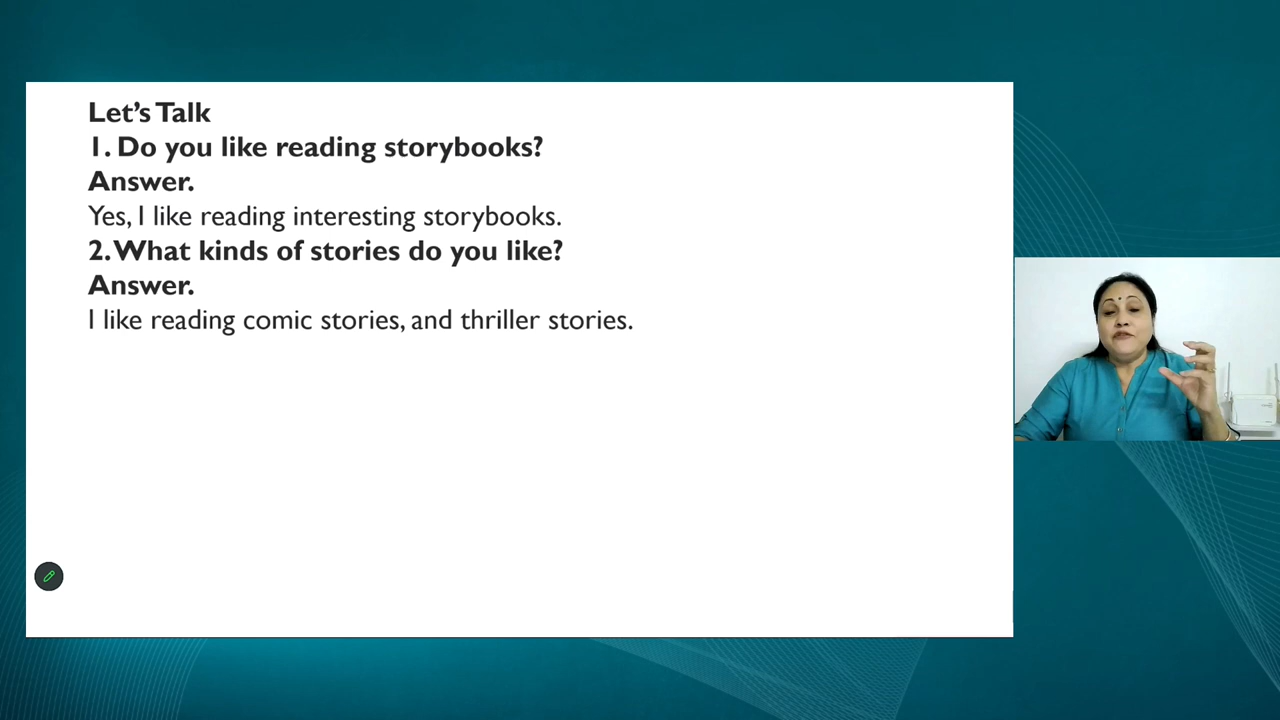 Let's Talk
1. Do you like reading storybooks?
Answer.
Yes, I like reading interesting storybooks.
2. What kinds of stories do you like?
Answer.
I like reading comic stories, and thriller stories.